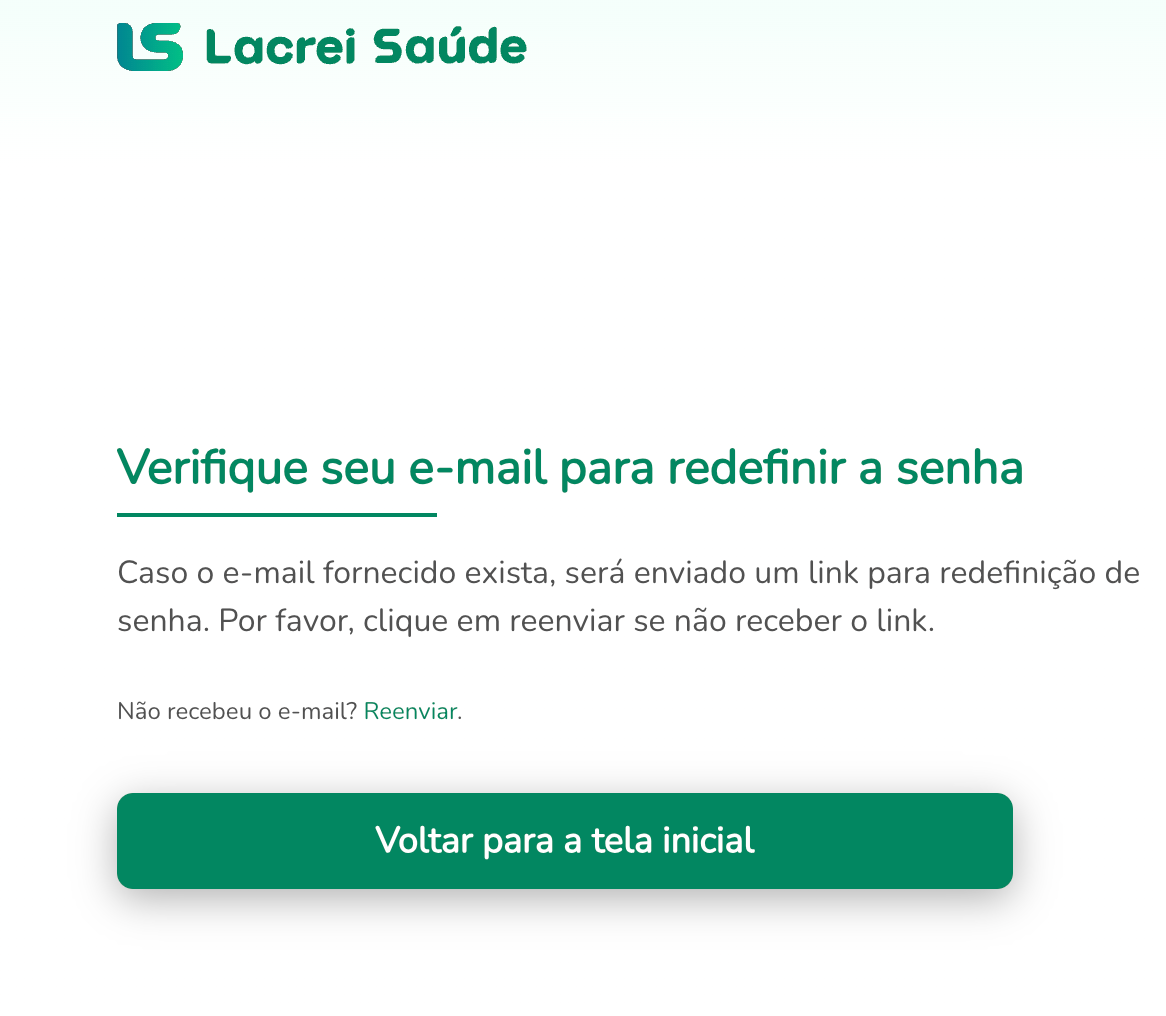 LS Lacrei Saúde
Verifique seu e-mail para redefinir a senha
Caso o e-mail fornecido exista, será enviado um link para redefinição de
senha. Por favor, clique em reenviar se não receber o link.
Não recebeu o e-mail? Reenviar.
Voltar para a tela inicial